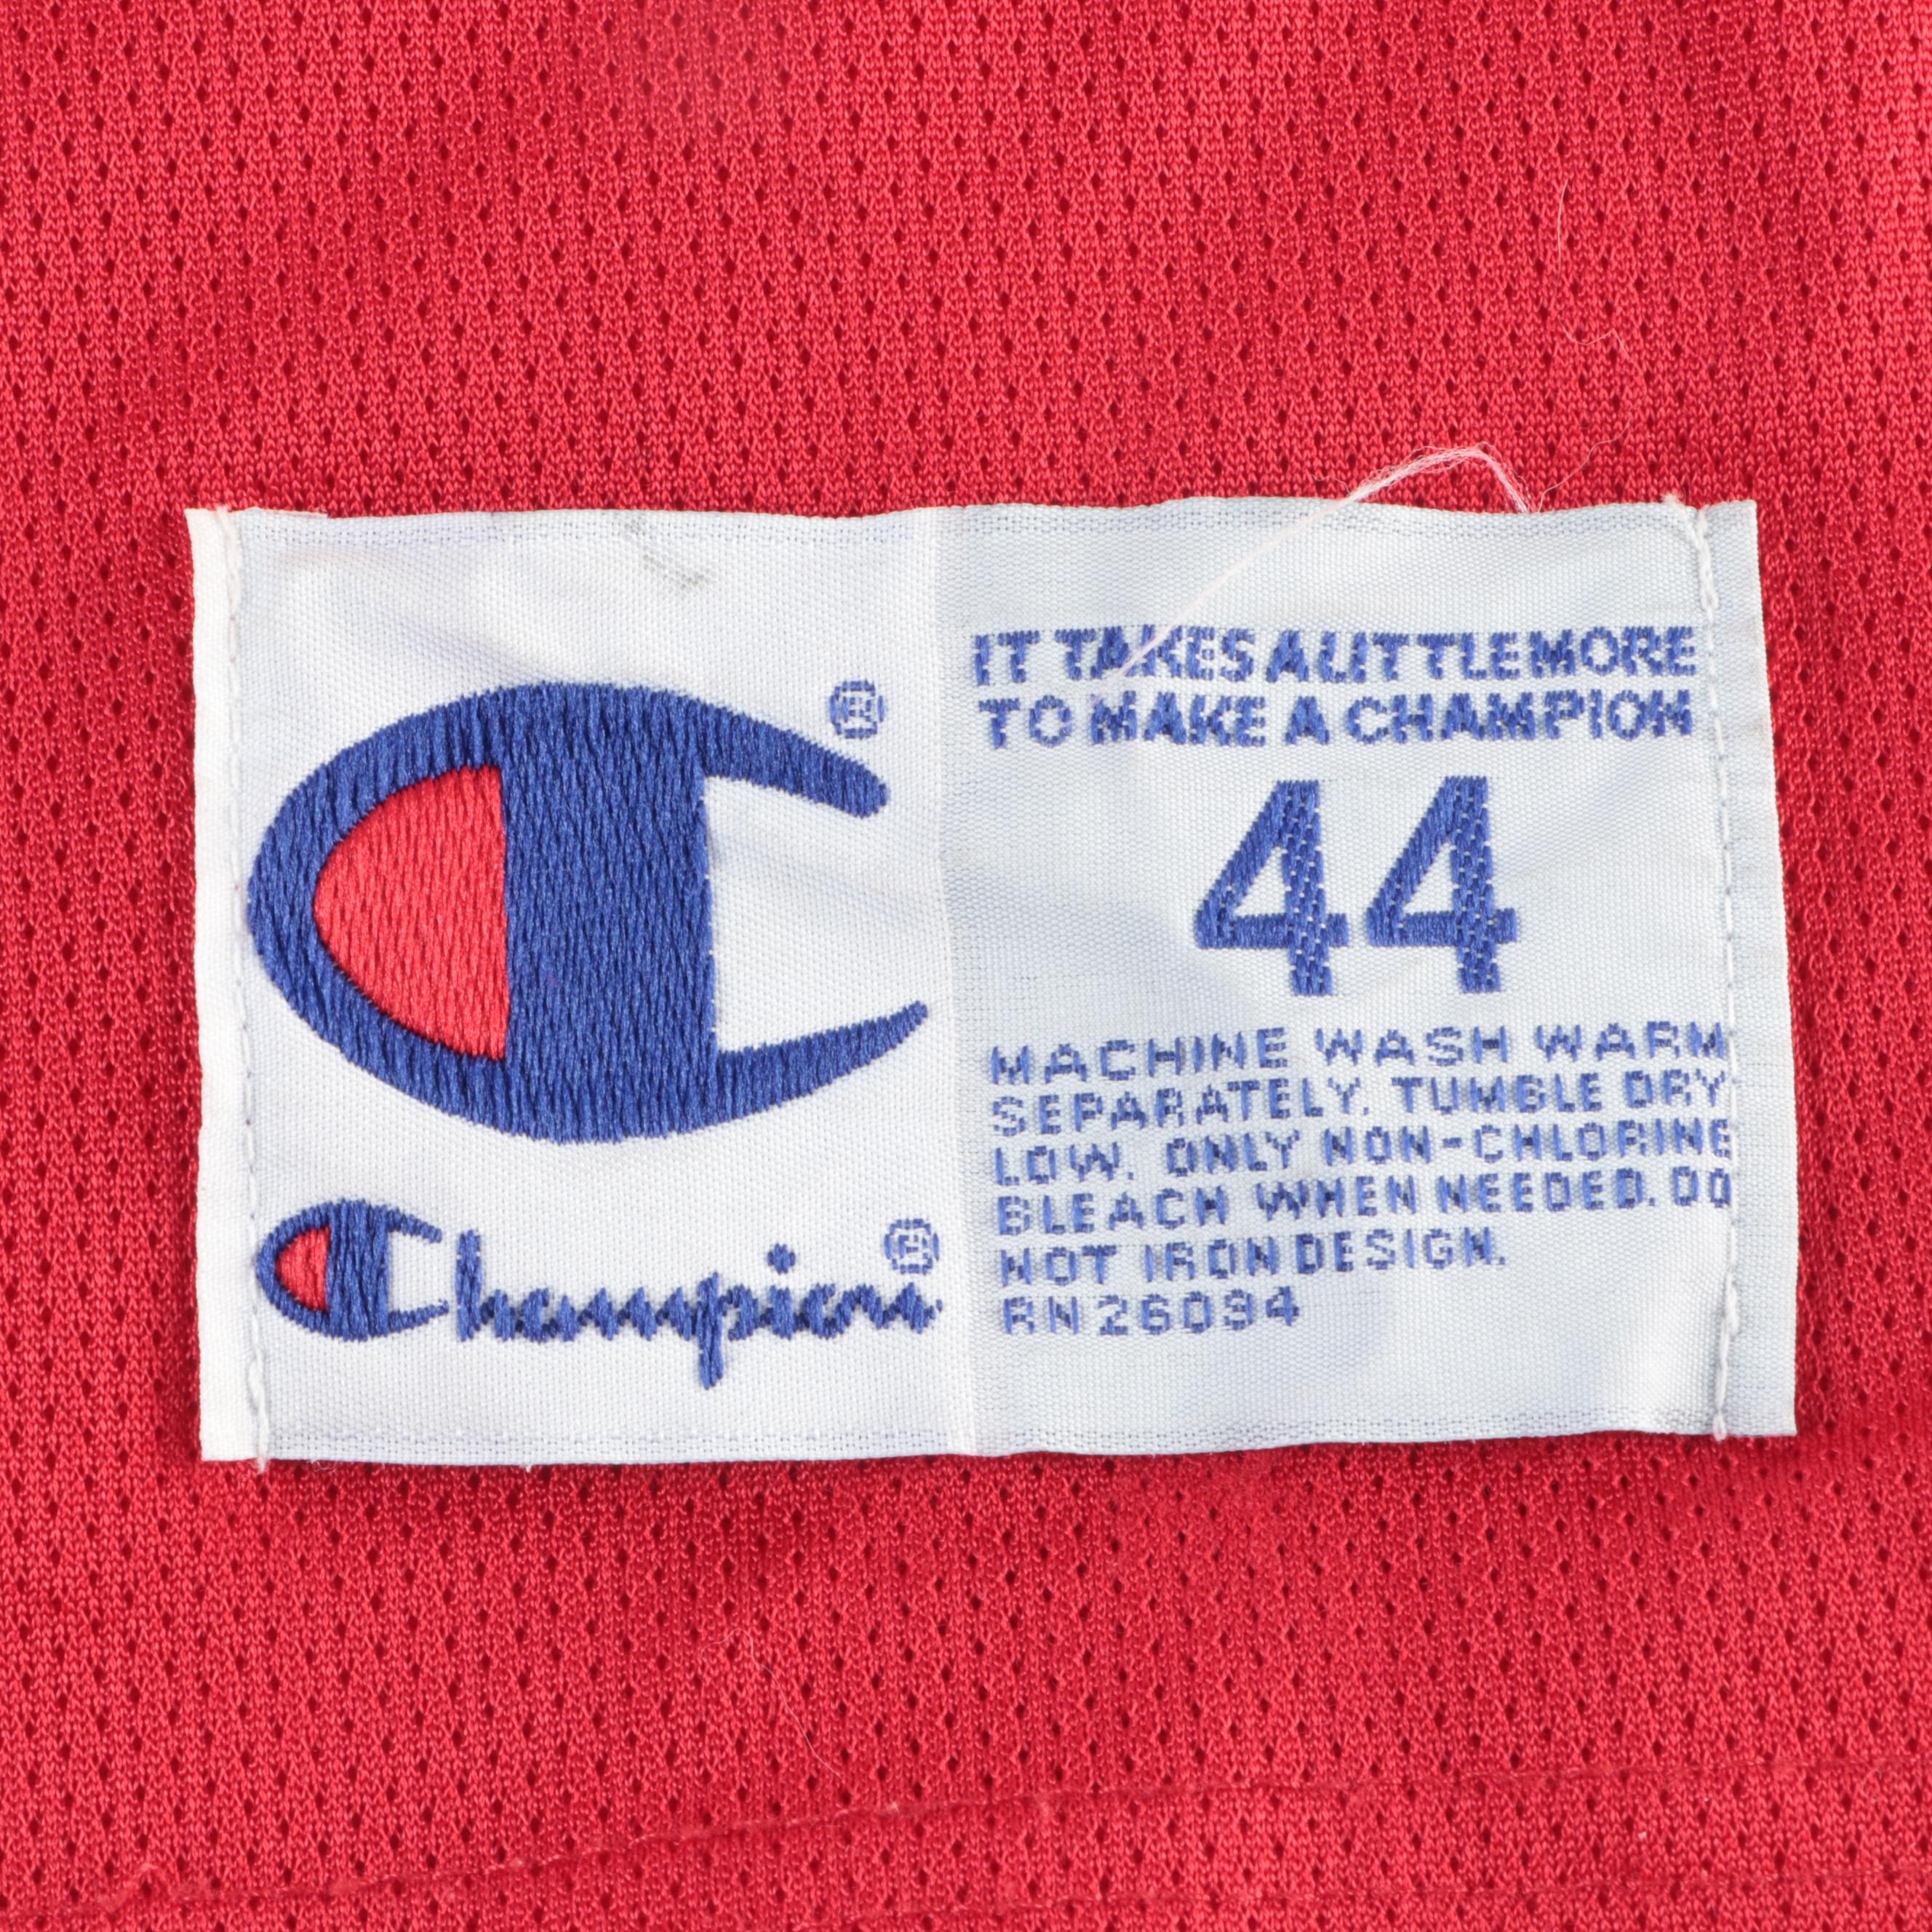 ®
Champion®
IT TAKES A LITTLE MORE
TO MAKE A CHAMPION
44
MACHINE WASH WARM
SEPARATELY. TUMBLE DRY
LOW. ONLY NON-CHLORINE
BLEACH WHEN NEEDED. DO
NOT IRON DESIGN.
RN 26094